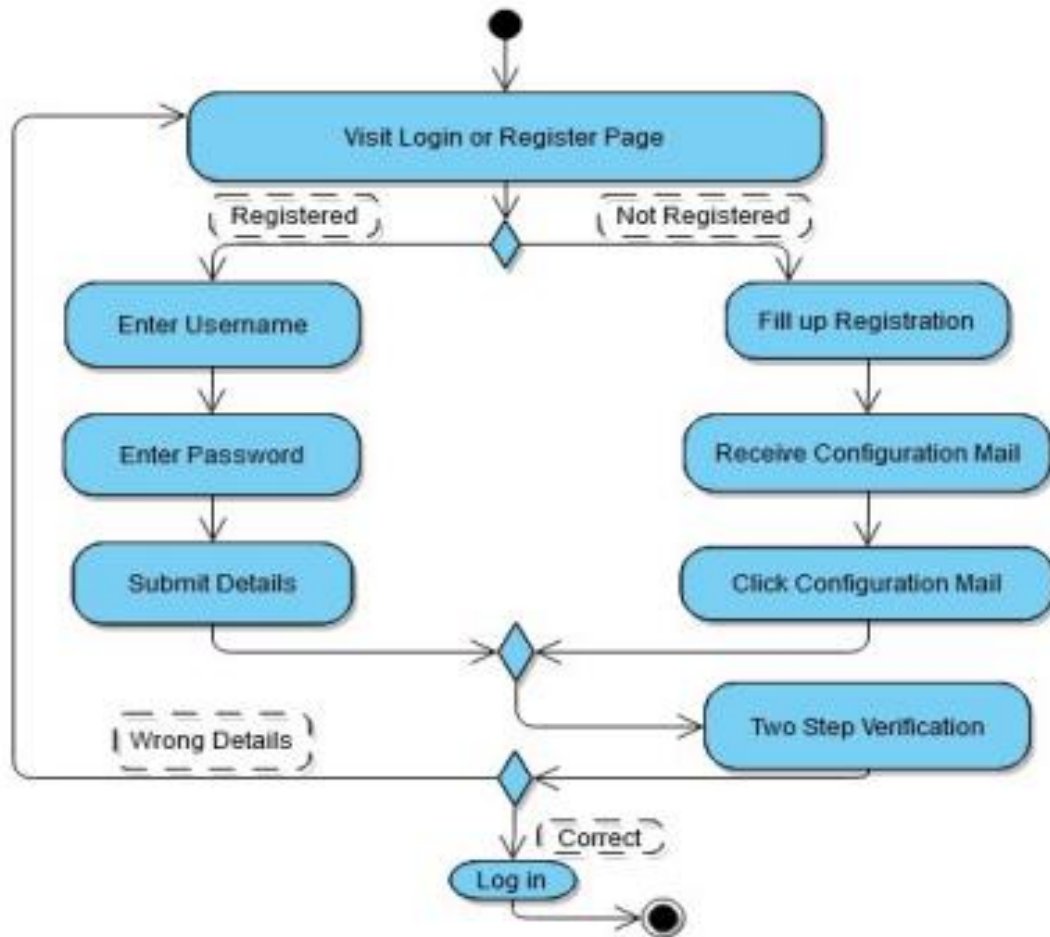 Visit Login or Register Page
Registered
Not Registered
Enter Username
Fill up Registration
Enter Password
Receive Configuration Mail
Submit Details
Click Configuration Mail
Two Step Verification
Wrong Details
Correct
Log in